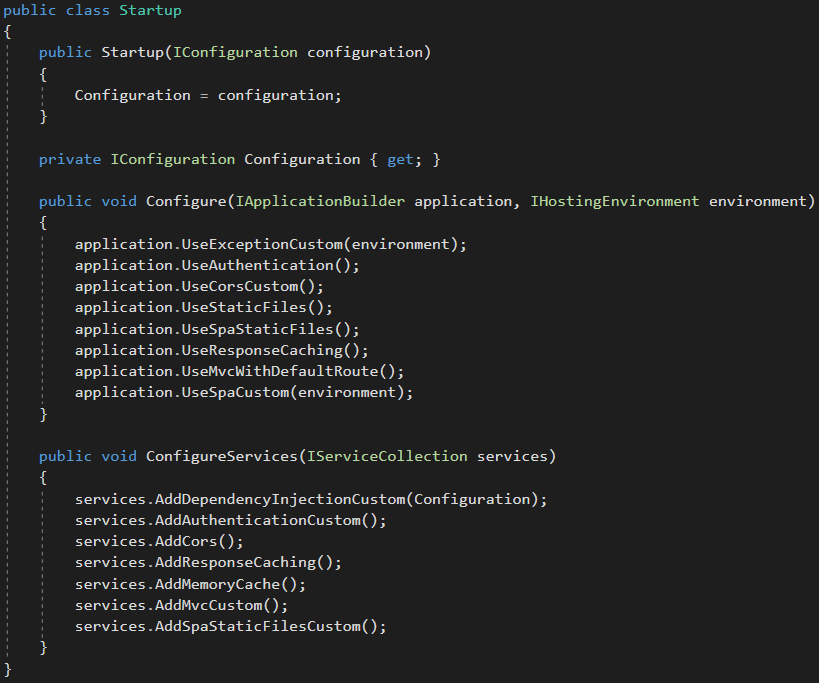 public class Startup
{
    public Startup(IConfiguration configuration)
    {
        Configuration = configuration;
    }

    private IConfiguration Configuration { get; }

    public void Configure(IApplicationBuilder application, IHostingEnvironment environment)
    {
        application.UseExceptionCustom(environment);
        application.UseAuthentication();
        application.UseCorsCustom();
        application.UseStaticFiles();
        application.UseSpaStaticFiles();
        application.UseResponseCaching();
        application.UseMvcWithDefaultRoute();
        application.UseSpaCustom(environment);
    }

    public void ConfigureServices(IServiceCollection services)
    {
        services.AddDependencyInjectionCustom(Configuration);
        services.AddAuthenticationCustom();
        services.AddCors();
        services.AddResponseCaching();
        services.AddMemoryCache();
        services.AddMvcCustom();
        services.AddSpaStaticFilesCustom();
    }
}